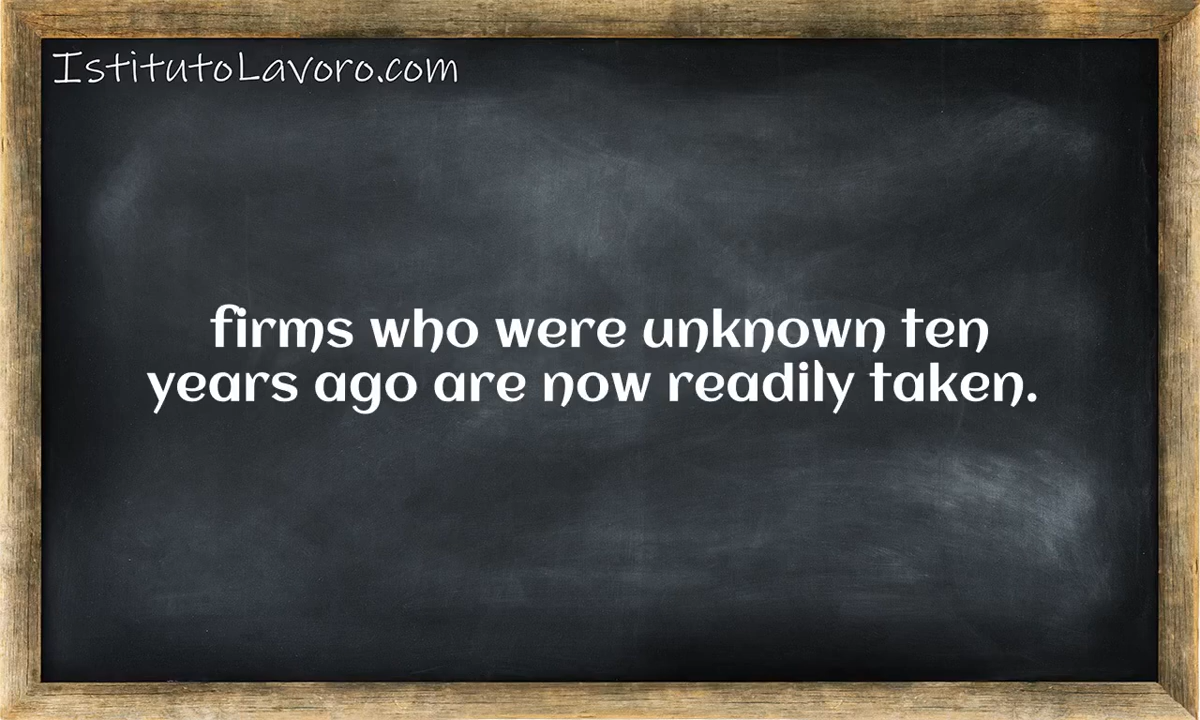 IstitutoLavoro.com
firms who were unknown ten
years ago are now readily taken.